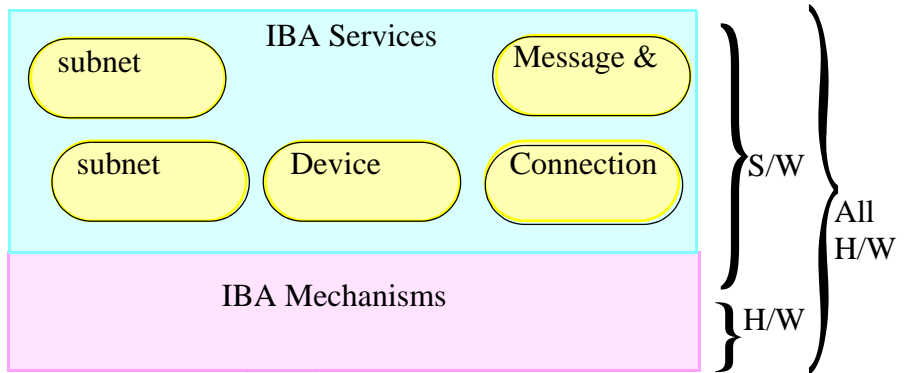 IBA Services
subnet
Message &
subnet
Device
Connection
S/W
All
H/W
IBA Mechanisms
H/W